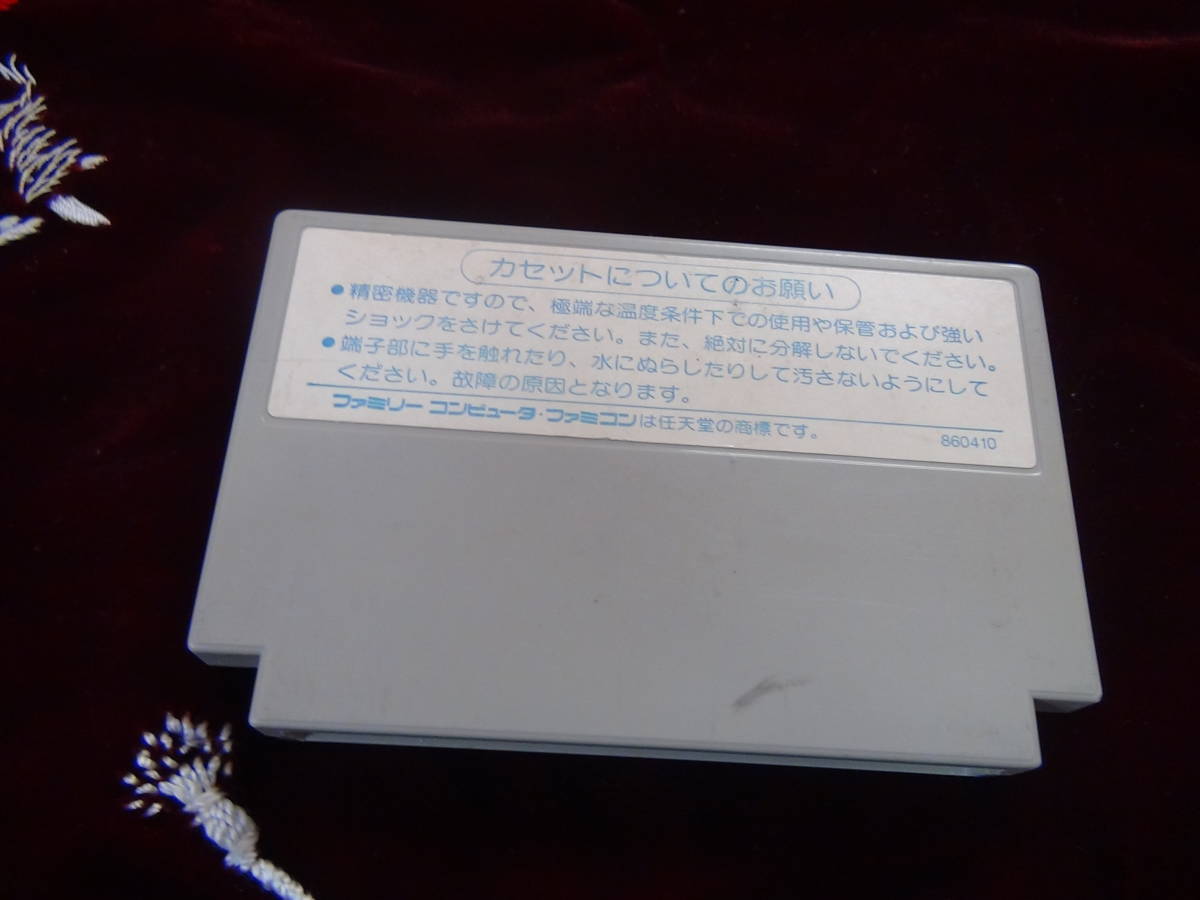 カセットについてのお願い
●精密機器ですので、極端な温度条件下での使用や保管および強い
ショックをさけてください。また、絶対に分解しないでください。
●端子部に手を触れたり、水にぬらしたりして汚さないようにして
ください。故障の原因となります。
ファミリー コンピュータ・ファミコンは任天堂の商標です。
860410